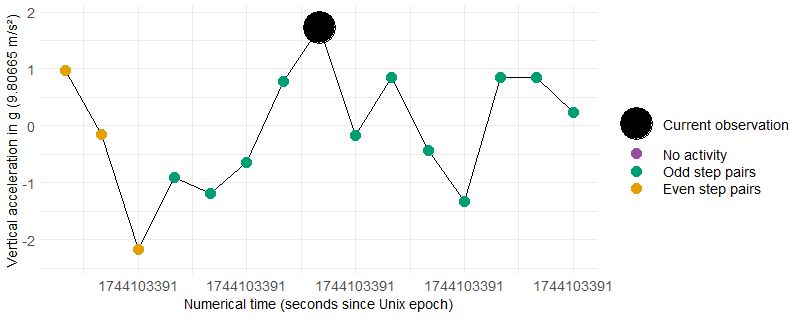 Vertical acceleration in g (9.80665 m/s²)
2
1
0
-1
-2
1744103391 1744103391 1744103391 1744103391 1744103391
Numerical time (seconds since Unix epoch)
Current observation
No activity
Odd step pairs
Even step pairs